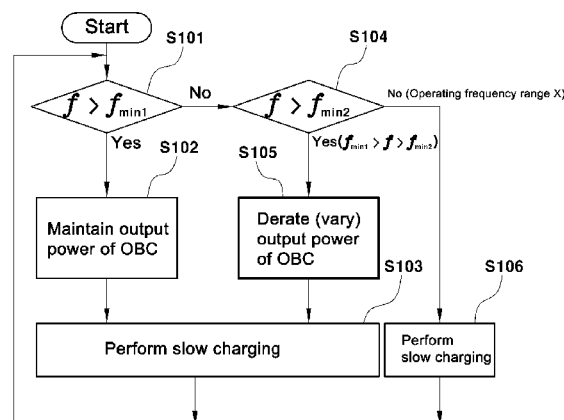 Start
S101
f > fmin1
No
S104
f > fmin2
No (Operating frequency range X)
Yes
S102
Maintain output
power of OBC
Yes(fmin1 > f > fmin2)
S105
Derate (vary)
output power
of OBC
S103
Perform slow charging
S106
Perform
slow charging